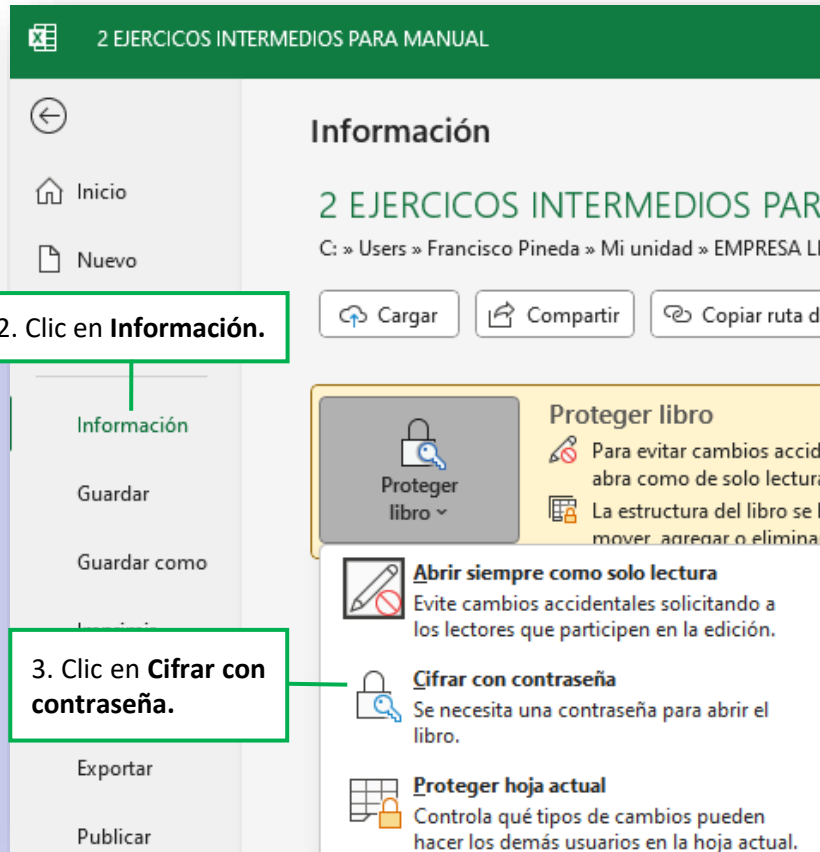 2 EJERCICOS INTERMEDIOS PARA MANUAL
Información
Inicio
2 EJERCICOS INTERMEDIOS PAR
Nuevo
C: » Users » Francisco Pineda » Mi unidad » EMPRESA
2. Clic en Información.
Cargar
Compartir
Copiar ruta d
Información
Guardar
Guardar como
Proteger
libro
Proteger libro
Para evitar cambios accid
abra como de solo lectura
La estructura del libro se
mover, agregar o elimina
Abrir siempre como solo lectura
Evite cambios accidentales solicitando a
los lectores que participen en la edición.
3. Clic en Cifrar con
contraseña.
Cifrar con contraseña
Se necesita una contraseña para abrir el
libro.
Exportar
Publicar
Proteger hoja actual
Controla qué tipos de cambios pueden
hacer los demás usuarios en la hoja actual.